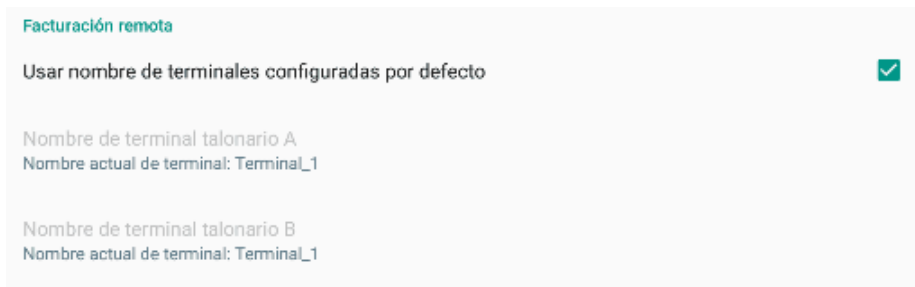 Facturación remota
Usar nombre de terminales configuradas por defecto
Nombre de terminal talonario A
Nombre actual de terminal: Terminal_1
Nombre de terminal talonario B
Nombre actual de terminal: Terminal_1